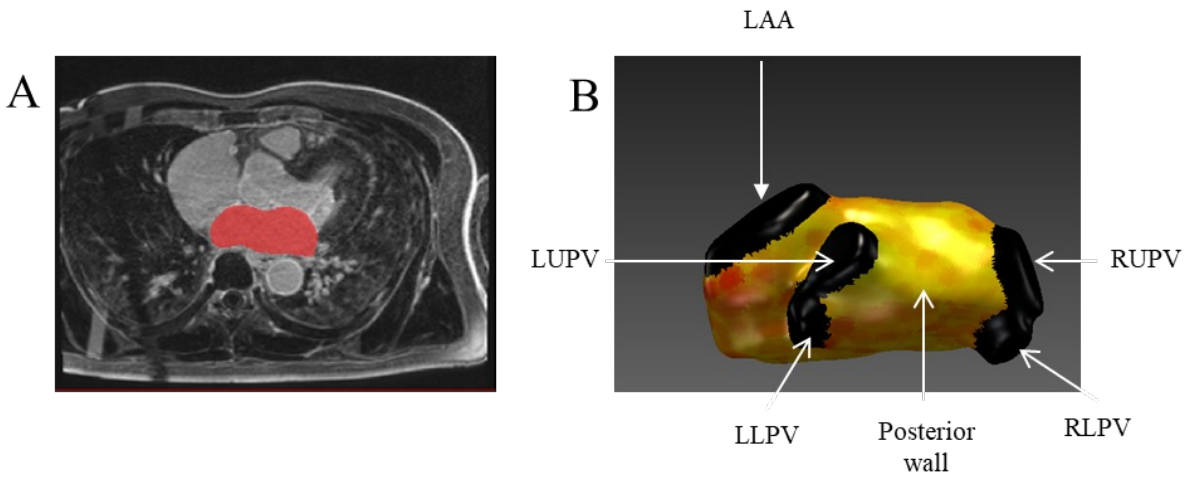 LAA
A
B
LUPV
RUPV
LLPV
Posterior
wall
RLPV